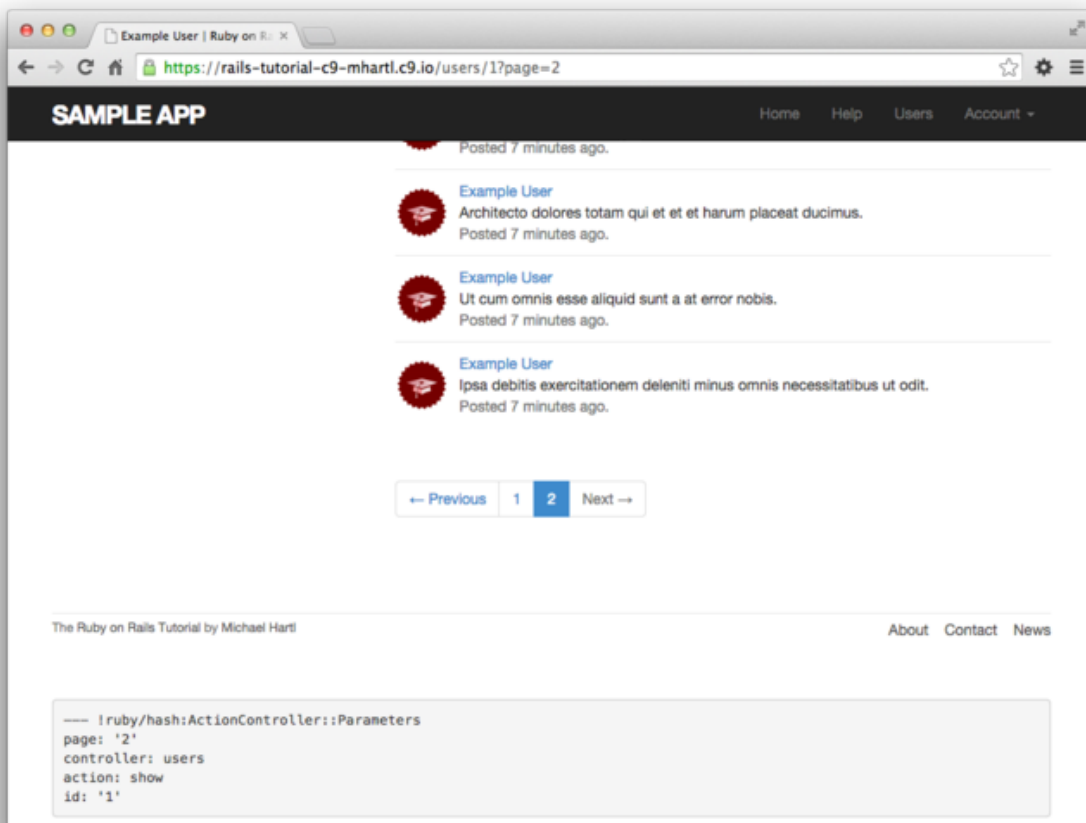 Example User | Ruby on Ra
https://rails-tutorial-c9-mhartl.c9.io/users/1?page=2
SAMPLE APP
Home Help Users Account
Posted 7 minutes ago.
Example User
Architecto dolores totam qui et et et harum placeat ducimus.
Posted 7 minutes ago.
Example User
Ut cum omnis esse aliquid sunt a at error nobis.
Posted 7 minutes ago.
Example User
Ipsa debitis exercitationem deleniti minus omnis necessitatibus ut odit.
Posted 7 minutes ago.
← Previous 1 2 Next →
The Ruby on Rails Tutorial by Michael Hartl
About Contact News
--- !ruby/hash:ActionController::Parameters
page: '2'
controller: users
action: show
id: '1'